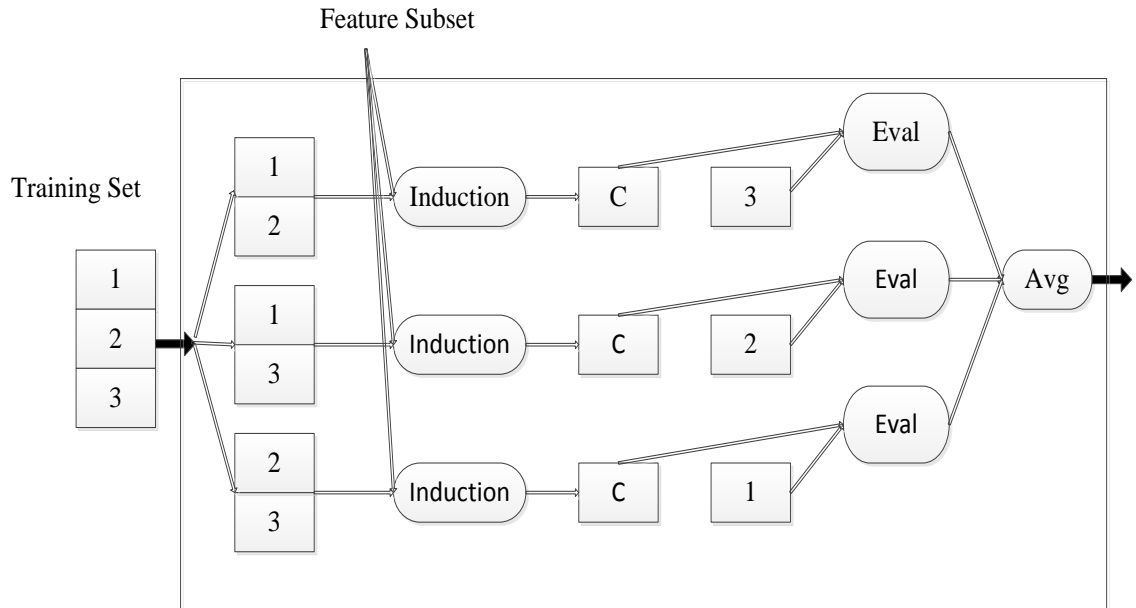 Feature Subset
Training Set
1
2
3
1
2
Induction
C
3
Eval
1
3
Induction
C
2
Eval
2
3
Induction
C
1
Eval
Avg